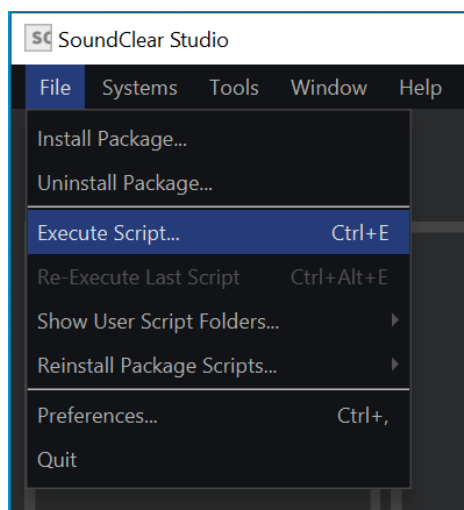 SC SoundClear Studio
File Systems Tools Window Help
Install Package...
Uninstall Package...
Execute Script... Ctrl+E
Re-Execute Last Script Ctrl+Alt+E
Show User Script Folders...
Reinstall Package Scripts...
Preferences... Ctrl+,
Quit